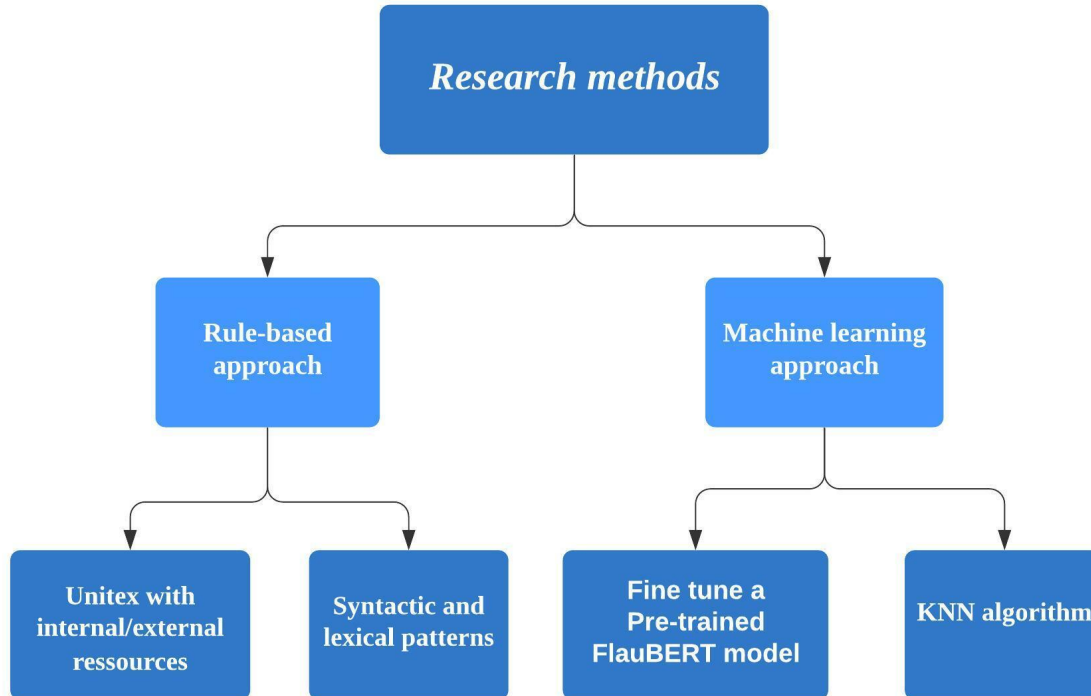 Research methods
Rule-based
approach
Machine learning
approach
Unitex with
internal/external
ressources
Syntactic and
lexical patterns
Fine tune a
Pre-trained
FlauBERT model
KNN algorithm